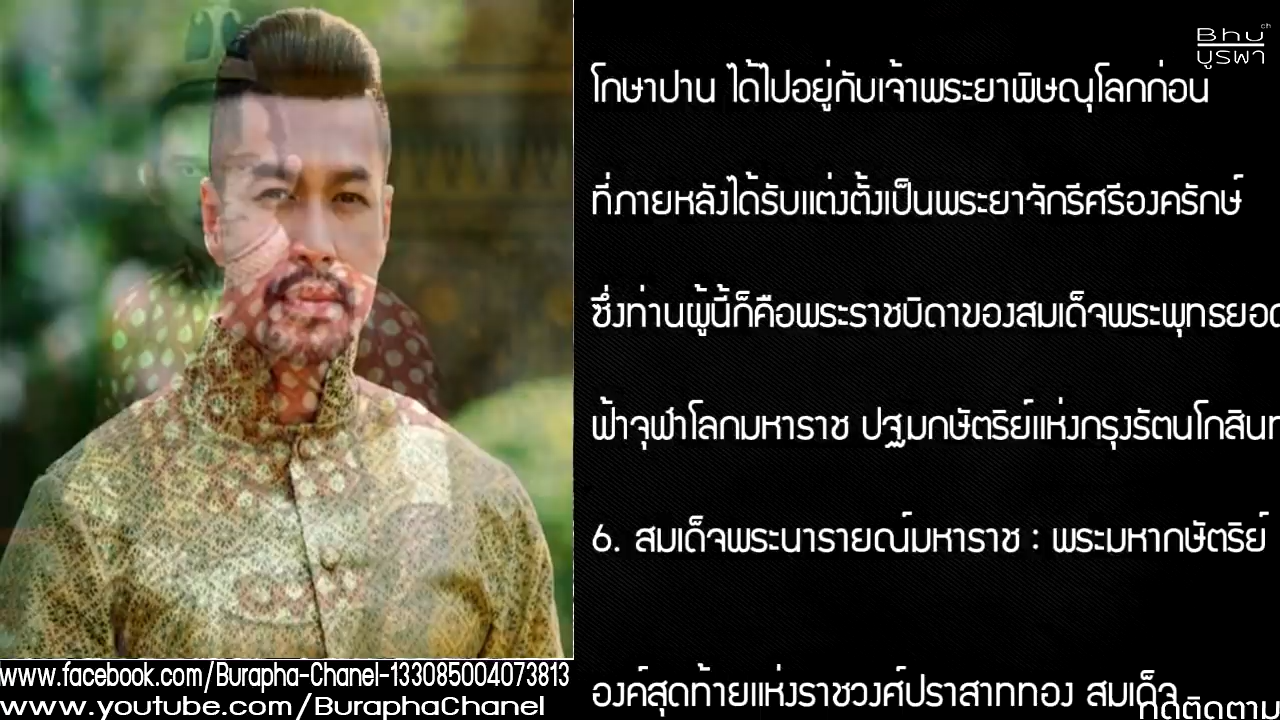 Bhu ch
บูรพา
โกษาปาน ได้ไปอยู่กับเจ้าพระยาพิษณุโลกก่อน
ที่ภายหลังได้รับแต่งตั้งเป็นพระยาจักรีศรีองครักษ์
ซึ่งท่านผู้นี้ก็คือพระราชบิดาของสมเด็จพระพุทธยอด
ฟ้าจุฬาโลกมหาราช ปฐมกษัตริย์แห่งกรุงรัตนโกสินท
6. สมเด็จพระนารายณ์มหาราช : พระมหากษัตริย์
องค์สุดท้ายแห่งราชวงศ์ปราสาททอง สมเด็จ
กดติดตาม
www.facebook.com/Burapha-Chanel-133085004073813
www.youtube.com/BuraphaChanel